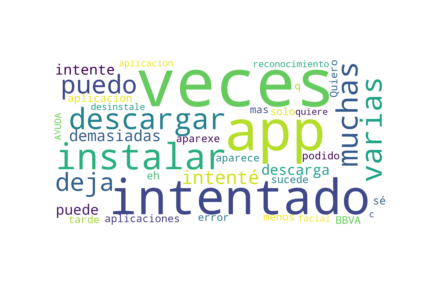 aplicacion
reconocimiento
intente
puedo
veces
Quiero
muchas
varias
q
aplicacion
desinstale
descargar
app
mas
solo
quiere
AYUDA
demasiadas
aparexe
instalar
aparece
podido
deja
intenté
descarga
eh
sucede
intentado
sé
puede
tarde
aplicaciones
error
menos
facial
BBVA
c